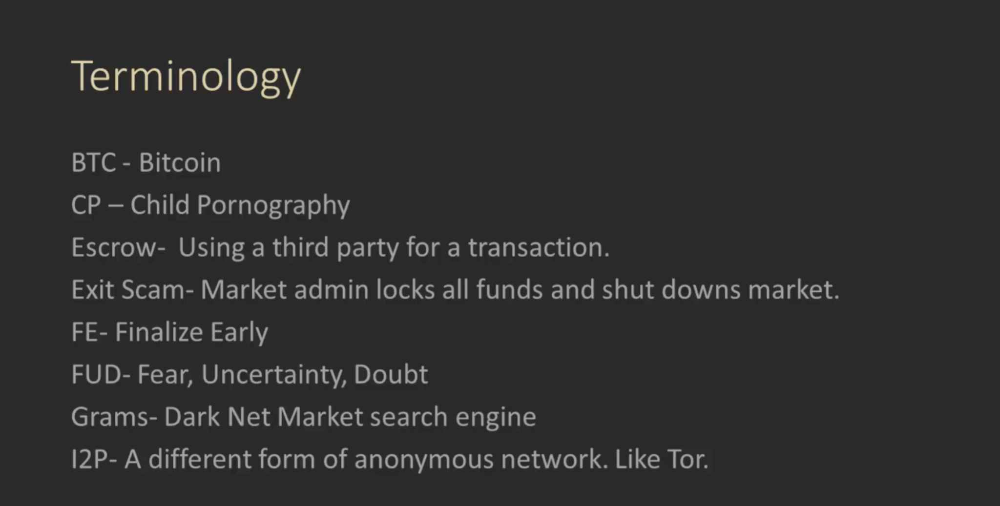 Terminology
BTC - Bitcoin
CP – Child Pornography
Escrow-  Using a third party for a transaction.
Exit Scam- Market admin locks all funds and shut downs market.
FE- Finalize Early
FUD- Fear, Uncertainty, Doubt
Grams- Dark Net Market search engine
I2P- A different form of anonymous network. Like Tor.